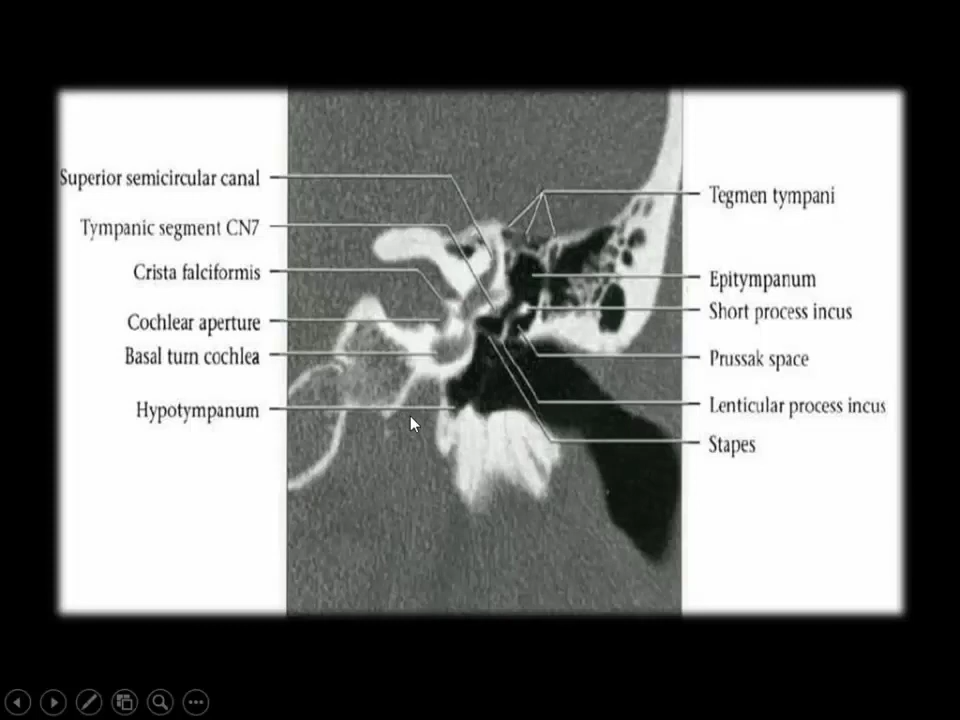 Superior semicircular canal
Tympanic segment CN7
Crista falciformis
Cochlear aperture
Basal turn cochlea
Hypotympanum
Tegmen tympani
Epitympanum
Short process incus
Prussak space
Lenticular process incus
Stapes